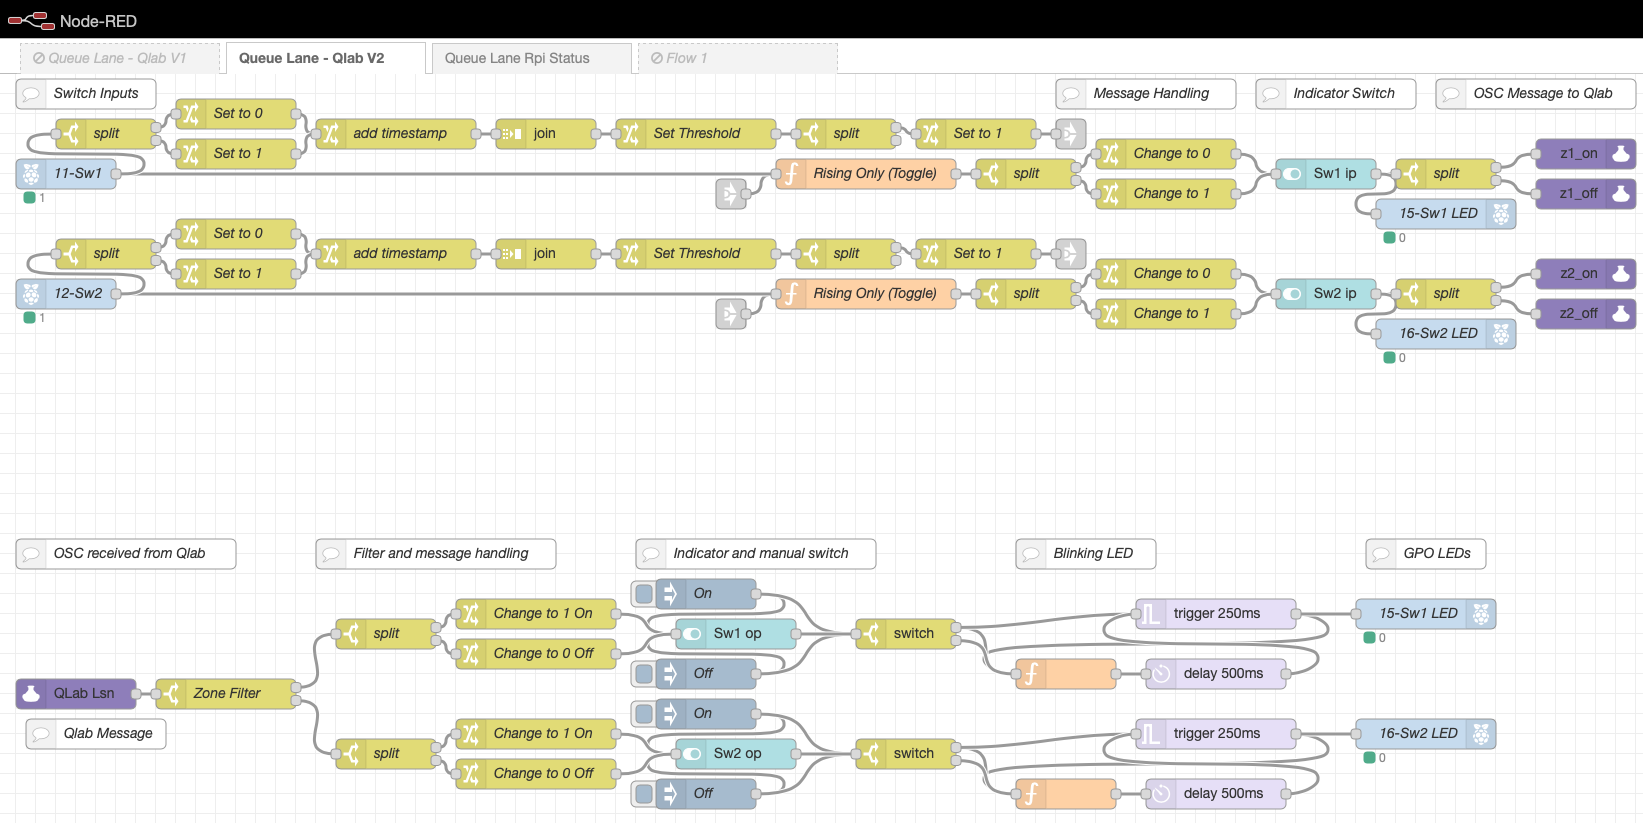 Node-RED
Queue Lane - Qlab V1
Queue Lane - Qlab V2
Queue Lane Rpi Status
Flow 1
Switch Inputs
Message Handling
Indicator Switch
OSC Message to Qlab
Set to 0
split
add timestamp
join
Set Threshold
split
Set to 1
Set to 1
Change to 0
z1_on
11-Sw1
Rising Only (Toggle)
split
Sw1 ip
split
1
Change to 1
z1_off
15-Sw1 LED
0
Set to 0
split
add timestamp
join
Set Threshold
split
Set to 1
Set to 1
Change to 0
z2_on
12-Sw2
Rising Only (Toggle)
split
Sw2 ip
split
1
Change to 1
z2_off
16-Sw2 LED
0
OSC received from Qlab
Filter and message handling
Indicator and manual switch
Blinking LED
GPO LEDs
On
Change to 1 On
trigger 250ms
15-Sw1 LED
split
Sw1 op
switch
0
Change to 0 Off
Off
delay 500ms
QLab Lsn
Zone Filter
On
Qlab Message
Change to 1 On
trigger 250ms
16-Sw2 LED
split
Sw2 op
switch
0
Change to 0 Off
Off
delay 500ms